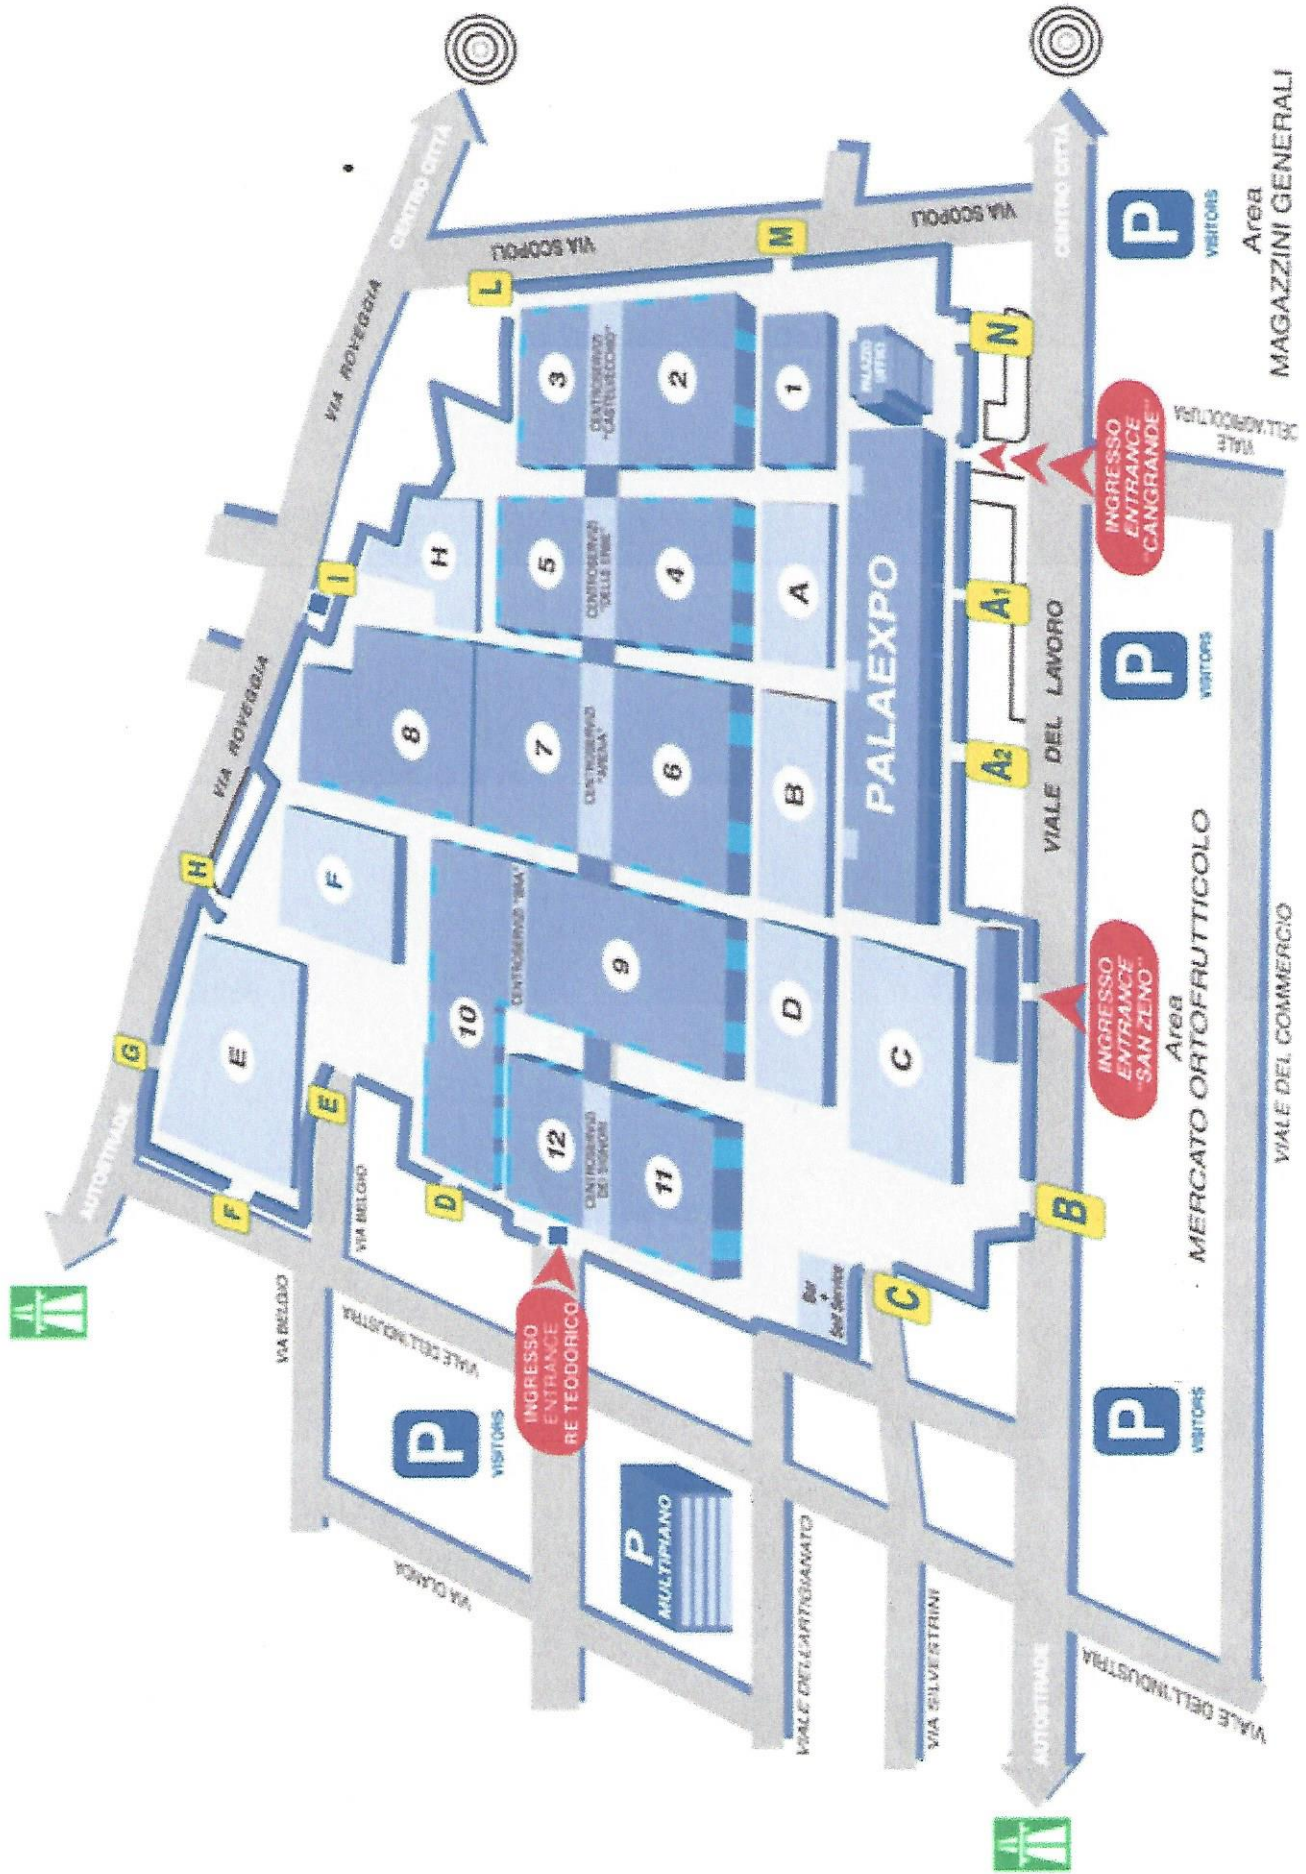 AUTOSTRADE
G
H
VIA ROVEGGIA
VIA ROVEGGIA
CENTRO CITTÁ
F
E
F
E
I
VIA BELGIO
VIA BELGIO
VIALE DELL'INDUSTRIA
VIA OLANDA
D
8
H
L
P
VISITORS
10
INGRESSO
ENTRANCE
RE TEODORICO
12
CENTROSERVIZI "BRA"
7
5
3
VIA SCOPOLI
CENTROSERVIZI
DEI SIGNORI
CENTROSERVIZI
"ARENA"
CENTROSERVIZI
"DELLE ERBE"
CENTROSERVIZI
"CASTELVECCHIO"
11
9
6
4
2
P
MULTIPIANO
M
D
B
A
1
VIALE DELL'ARTIGIANATO
Bar
+
Self Service
C
C
PALAEXPO
PALAZZO
UFFICI
VIA SCOPOLI
VIA SILVESTRINI
A2
A1
N
B
AUTOSTRADE
VIALE DEL LAVORO
CENTRO CITTÁ
INGRESSO
ENTRANCE
"SAN ZENO"
INGRESSO
ENTRANCE
"CANGRANDE"
P
VISITORS
P
VISITORS
P
VISITORS
VIALE DELL'INDUSTRIA
Area
MERCATO ORTOFRUTTICOLO
VIALE
DELL'AGRICOLTURA
Area
MAGAZZINI GENERALI
VIALE DEL COMMERCIO